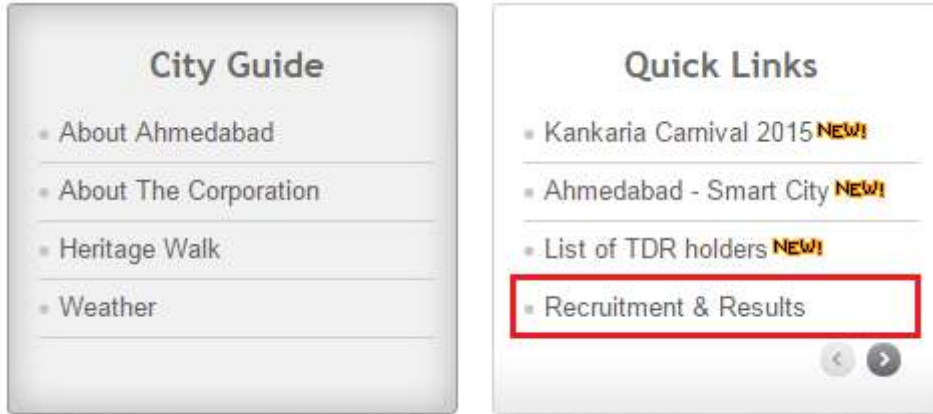 City Guide
About Ahmedabad
About The Corporation
Heritage Walk
Weather
Quick Links
Kankaria Carnival 2015 NEW!
Ahmedabad - Smart City NEW!
List of TDR holders NEW!
Recruitment & Results